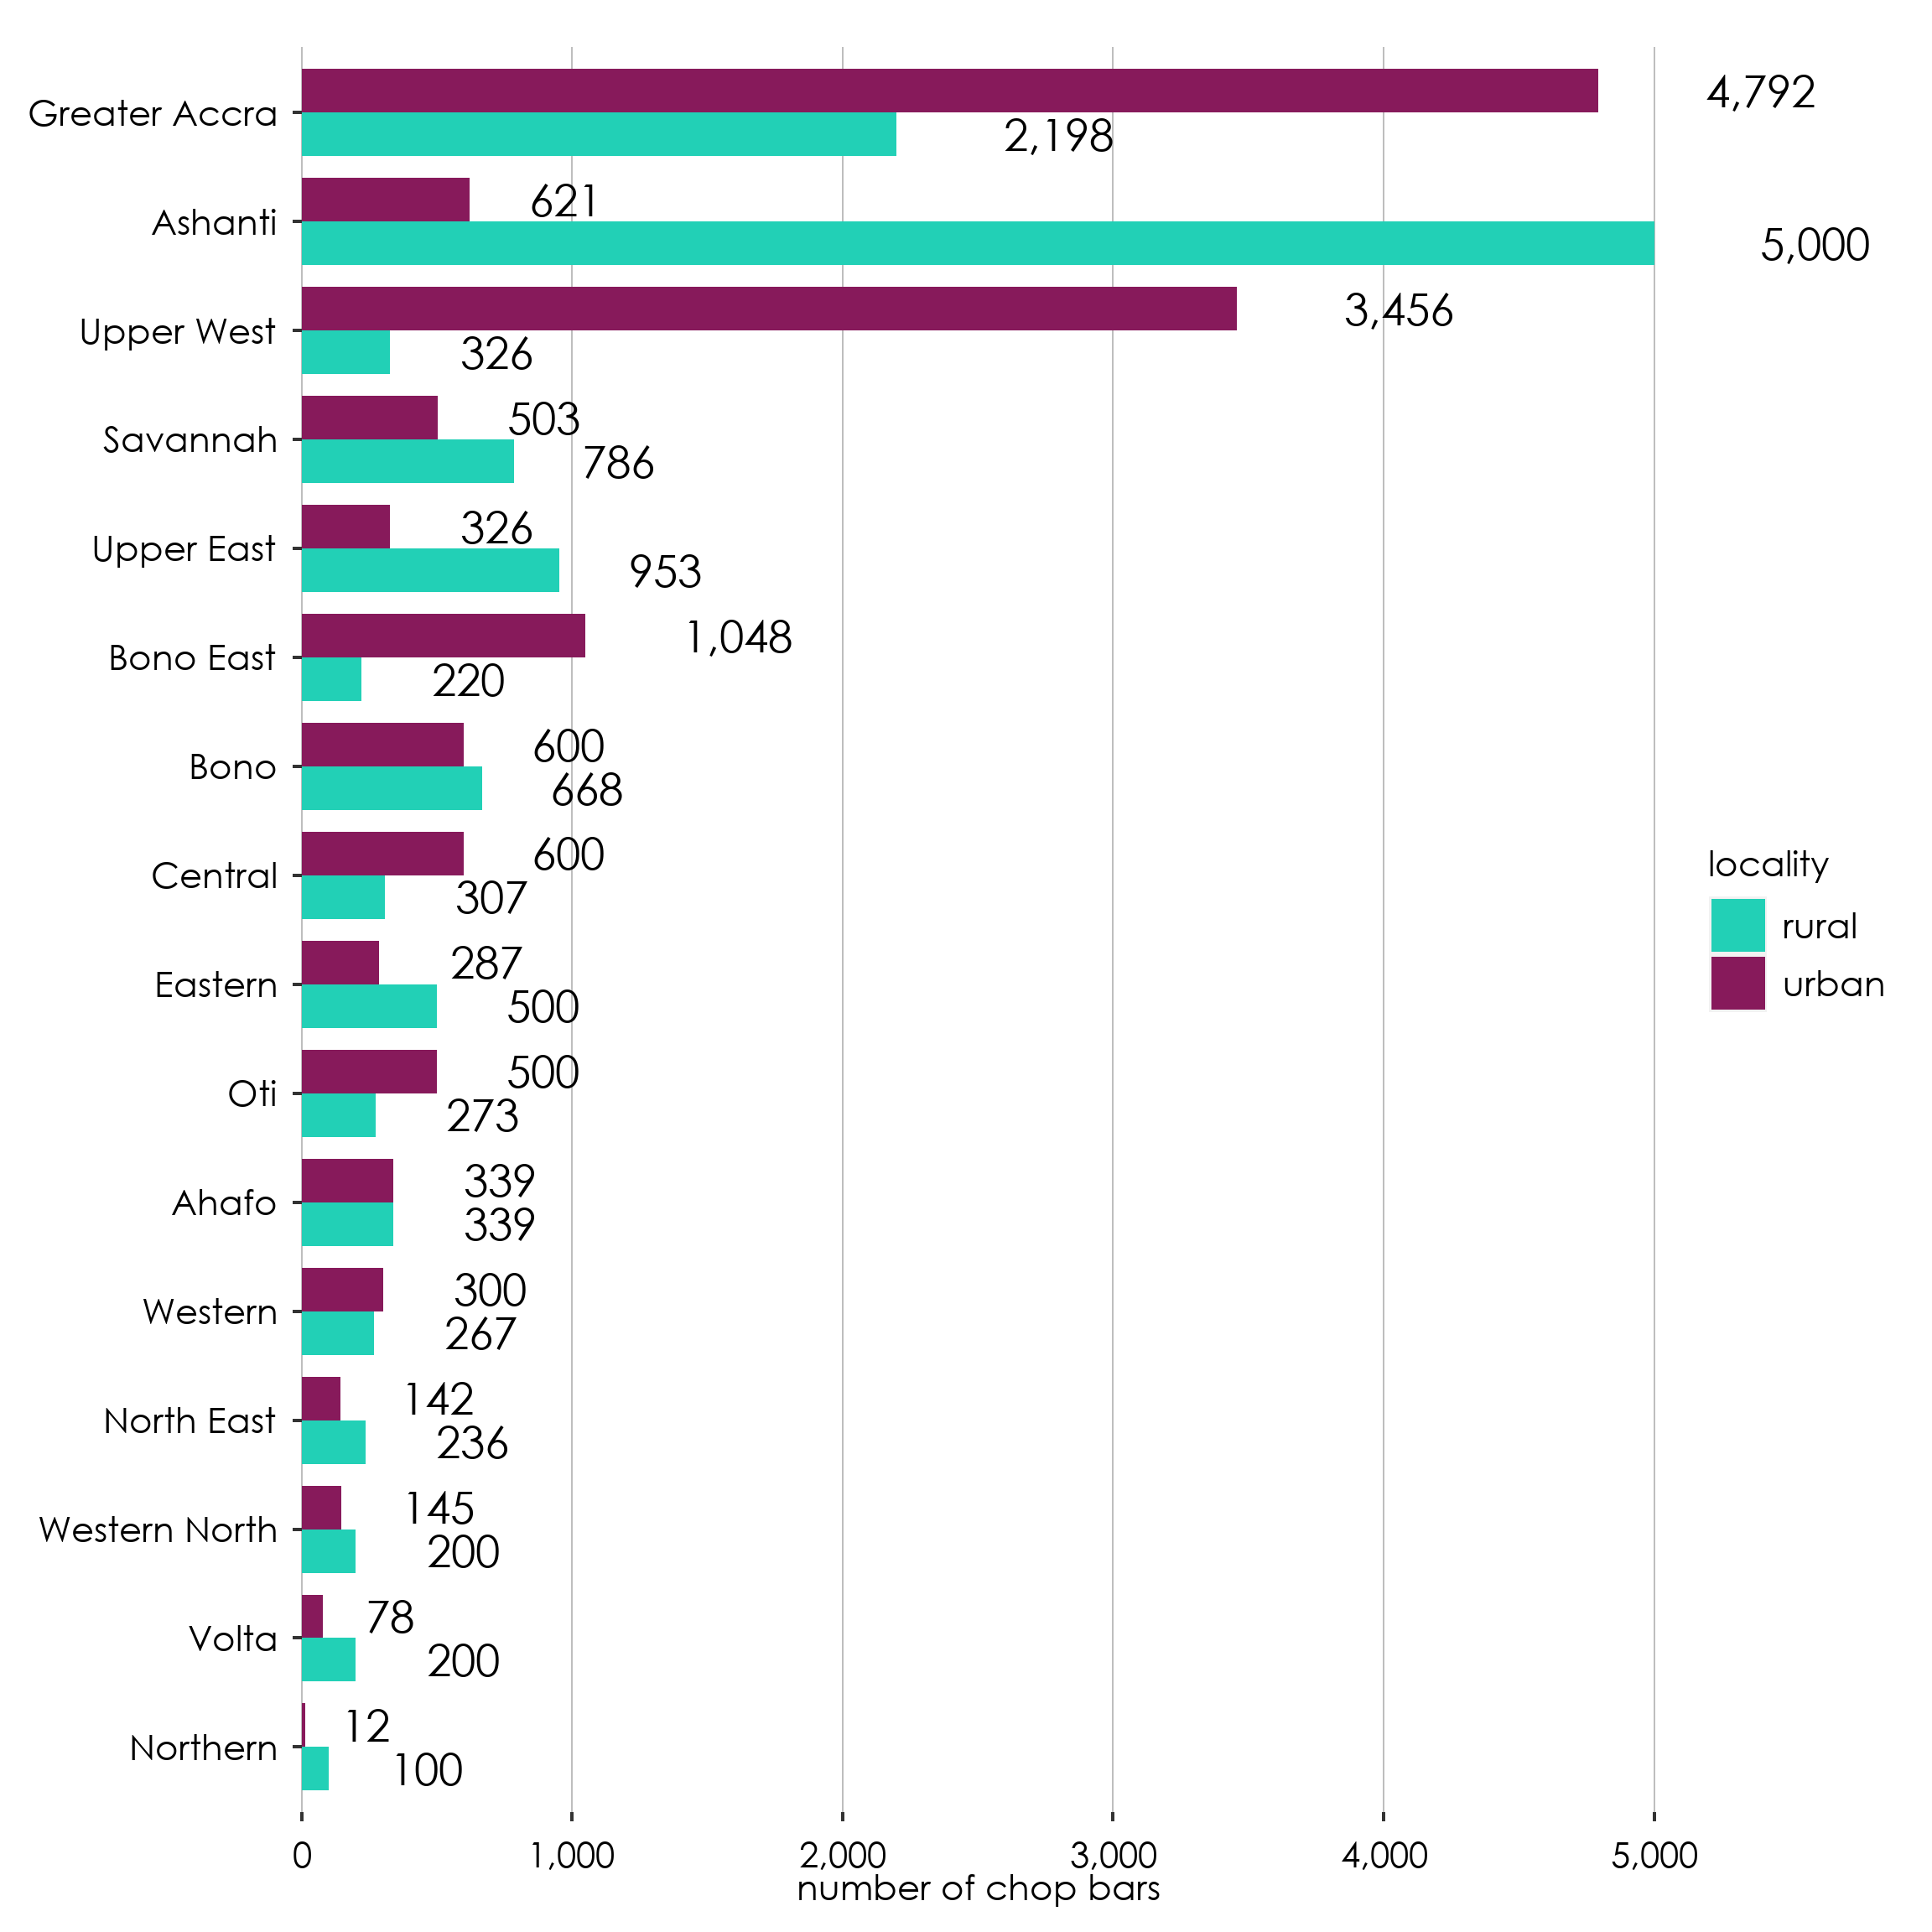 Greater Accra
4,792
2,198
Ashanti
621
5,000
Upper West
3,456
326
Savannah
503
786
Upper East
326
953
Bono East
1,048
220
Bono
600
668
Central
600
307
Eastern
287
500
Oti
500
273
Ahafo
339
339
Western
300
267
North East
142
236
Western North
145
200
Volta
78
200
Northern
12
100
0 1,000 2,000 3,000 4,000 5,000
number of chop bars
locality
rural
urban